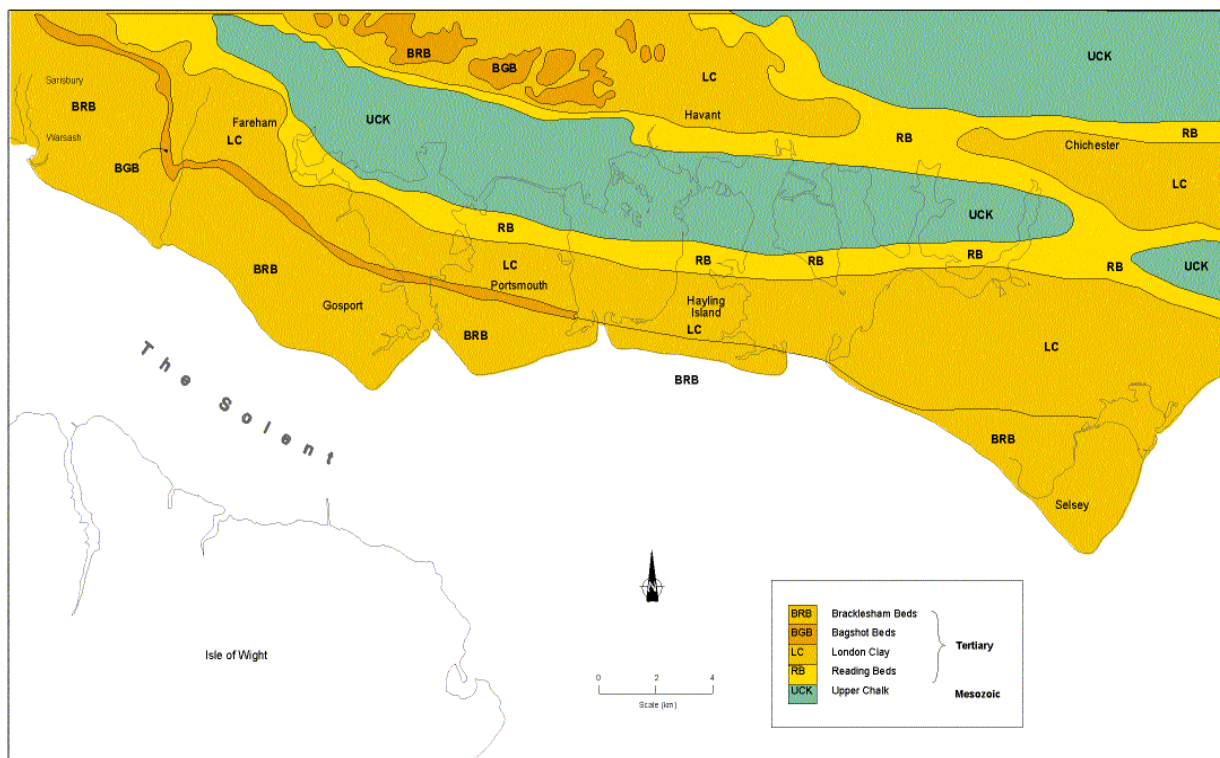 BRB
UCK
BGB
LC
Sarisbury
BRB
Havant
Fareham
UCK
Warsash
LC
RB
RB
Chichester
BGB
LC
UCK
RB
RB
RB
RB
RB
UCK
BRB
LC
Portsmouth
Gosport
Hayling
Island
LC
BRB
LC
BRB
The Solent
BRB
Selsey
N
Isle of Wight
0 2 4
Scale (km)
BRB Bracklesham Beds
BGB Bagshot Beds
LC London Clay
RB Reading Beds
Tertiary
UCK Upper Chalk
Mesozoic